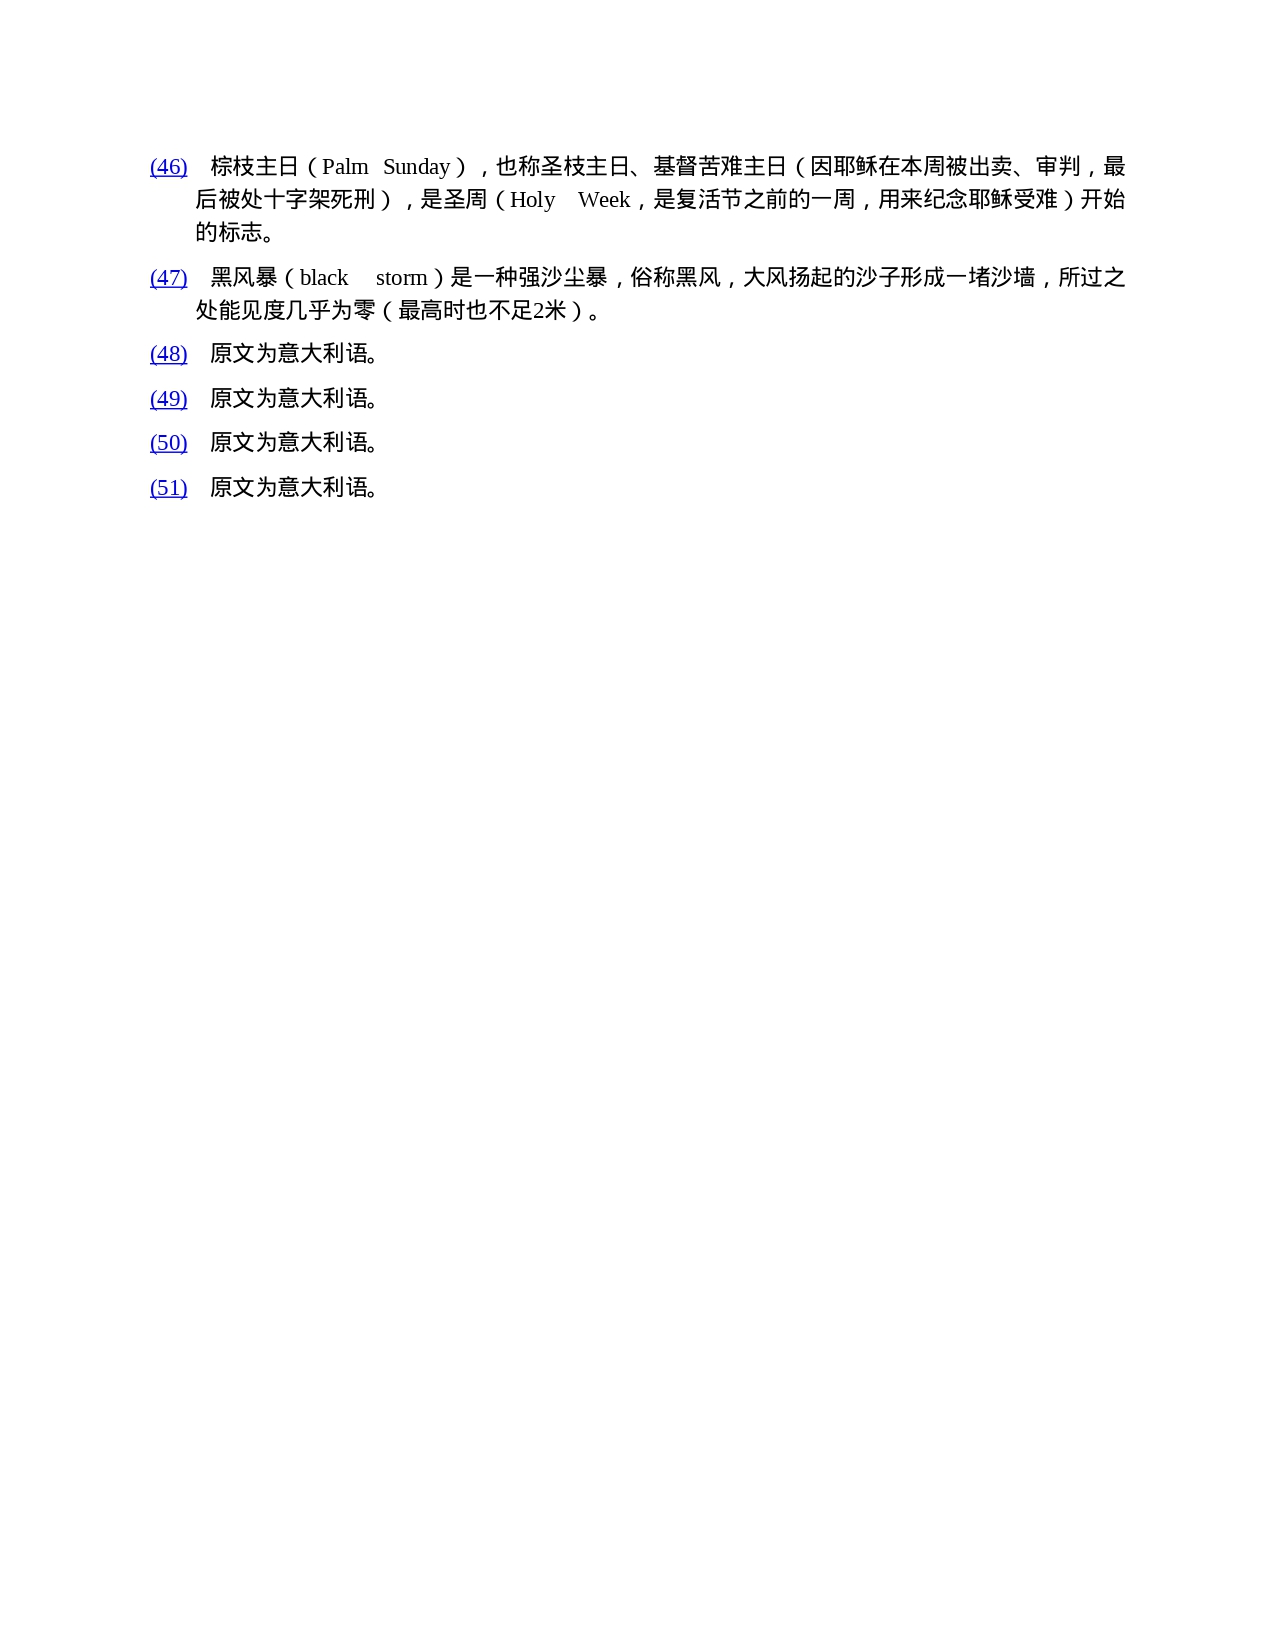 (46) 棕枝主日（Palm Sunday），也称圣枝主日、基督苦难主日（因耶稣在本周被出卖、审判，最
后被处十字架死刑），是圣周（Holy Week，是复活节之前的一周，用来纪念耶稣受难）开始
的标志。
(47) 黑风暴（black storm）是一种强沙尘暴，俗称黑风，大风扬起的沙子形成一堵沙墙，所过之
处能见度几乎为零（最高时也不足2米）。
(48) 原文为意大利语。
(49) 原文为意大利语。
(50) 原文为意大利语。
(51) 原文为意大利语。